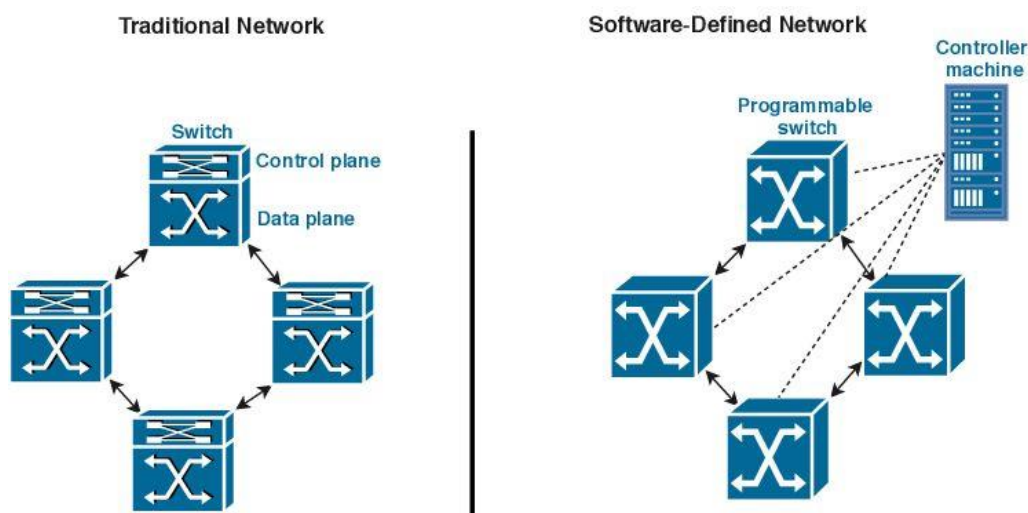 Traditional Network
Switch
Control plane
Data plane
Software-Defined Network
Controller
machine
Programmable
switch